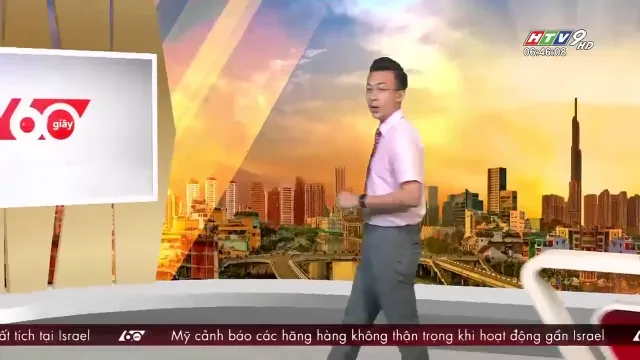 HTV9 HD
06:46:08
60
giây
ất tích tại Israel 60 Mỹ cảnh báo các hãng hàng không thận trọng khi hoạt động gần Israel